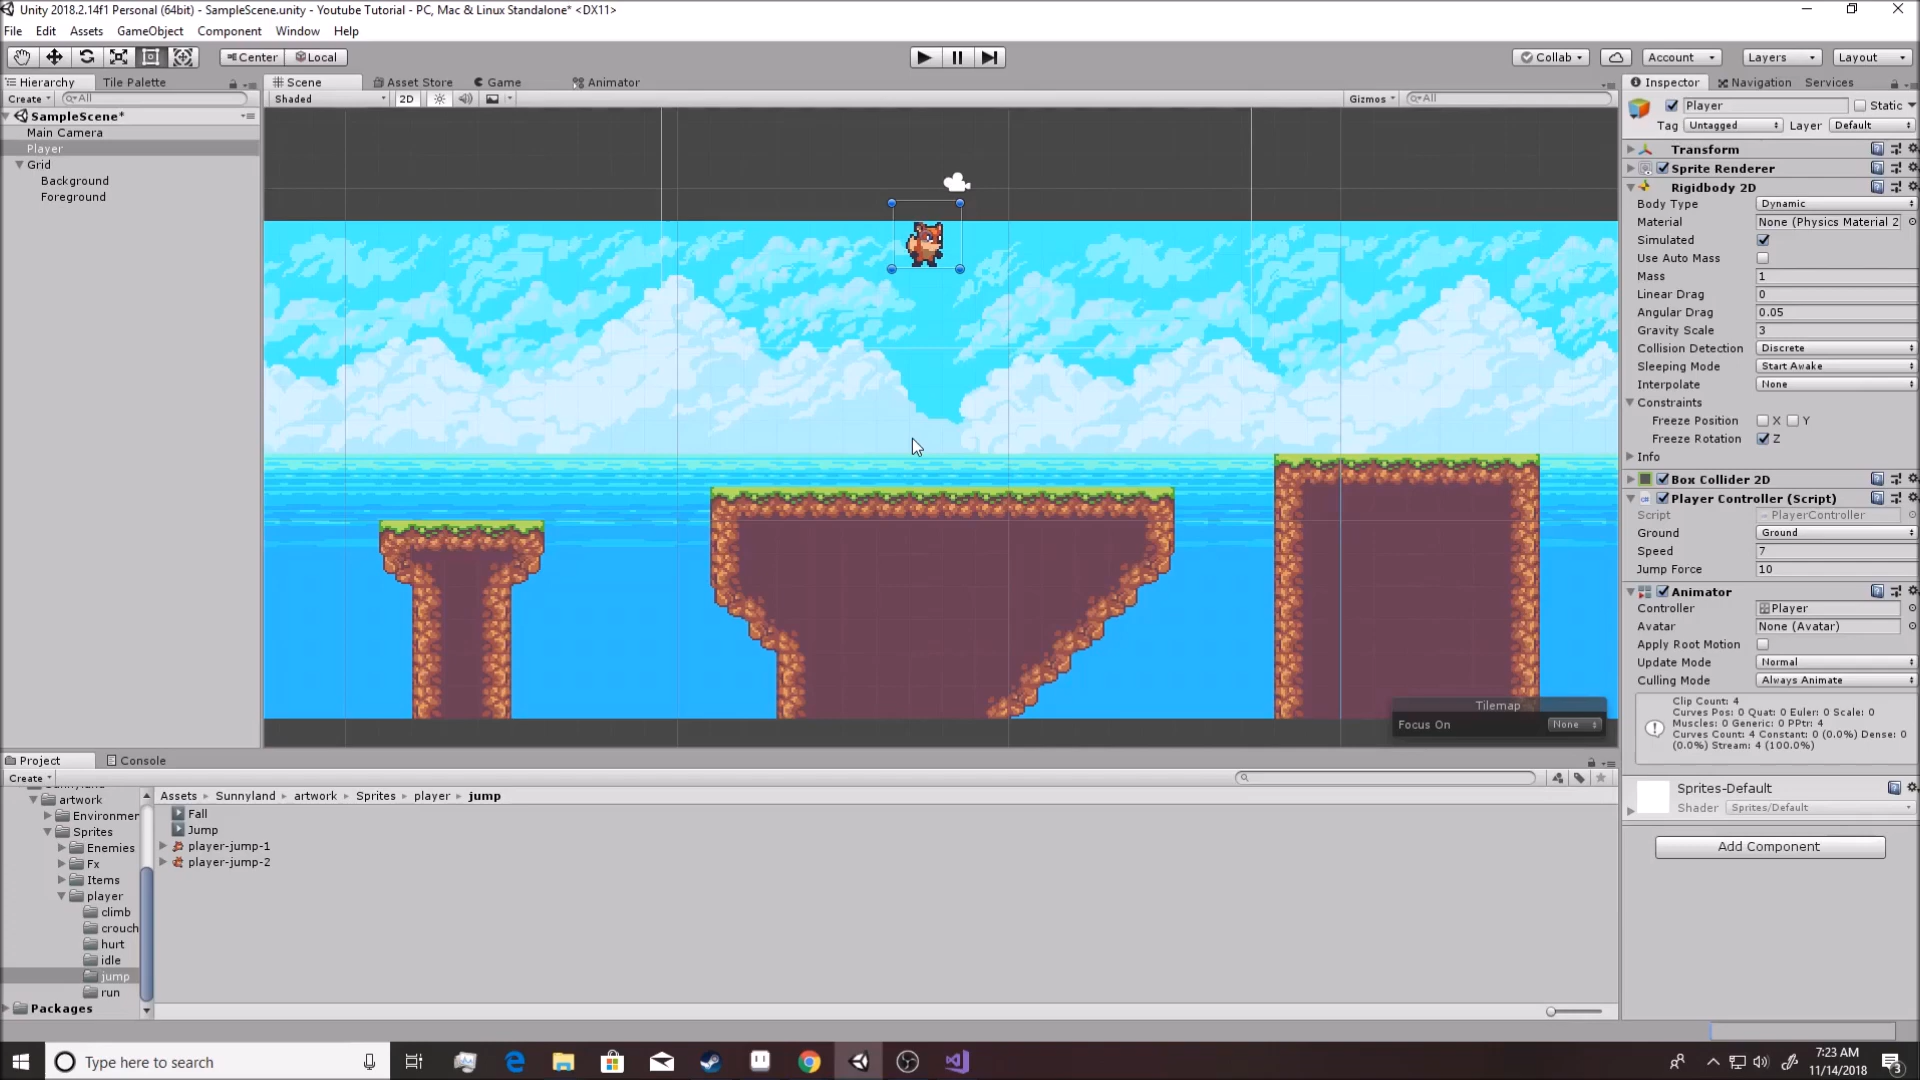 Unity 2018.2.14f1 Personal (64bit) - SampleScene.unity - Youtube Tutorial - PC, Mac & Linux Standalone* <DX11>
File Edit Assets GameObject Component Window Help
Center Local Collab Account Layers Layout
Hierarchy Tile Palette Scene Asset Store Game Animator Inspector Navigation Services
Create All Shaded 2D Gizmos All
SampleScene*
Main Camera
Player
Grid
Background
Foreground
Player Static
Tag Untagged Layer Default
Transform
Sprite Renderer
Rigidbody 2D
Body Type Dynamic
Material None (Physics Material 2
Simulated
Use Auto Mass
Mass 1
Linear Drag 0
Angular Drag 0.05
Gravity Scale 3
Collision Detection Discrete
Sleeping Mode Start Awake
Interpolate None
Constraints
Freeze Position X Y
Freeze Rotation Z
Info
Box Collider 2D
Player Controller (Script)
Script PlayerController
Ground Ground
Speed 7
Jump Force 10
Animator
Controller Player
Avatar None (Avatar)
Apply Root Motion
Update Mode Normal
Culling Mode Always Animate
Clip Count: 4
Curves Pos: 0 Quat: 0 Euler: 0 Scale: 0
Muscles: 0 Generic: 0 PPtr: 4
Curves Count: 4 Constant: 0 (0.0%) Dense: 0
(0.0%) Stream: 4 (100.0%)
Sprites-Default
Shader Sprites/Default
Add Component
Tilemap
Focus On None
Project Console
Create
Sunnyland
artwork
Environmer
Sprites
Enemies
Fx
Items
player
climb
crouch
hurt
idle
jump
run
Packages
Assets Sunnyland artwork Sprites player jump
Fall
Jump
player-jump-1
player-jump-2
Type here to search
7:23 AM
11/14/2018
3